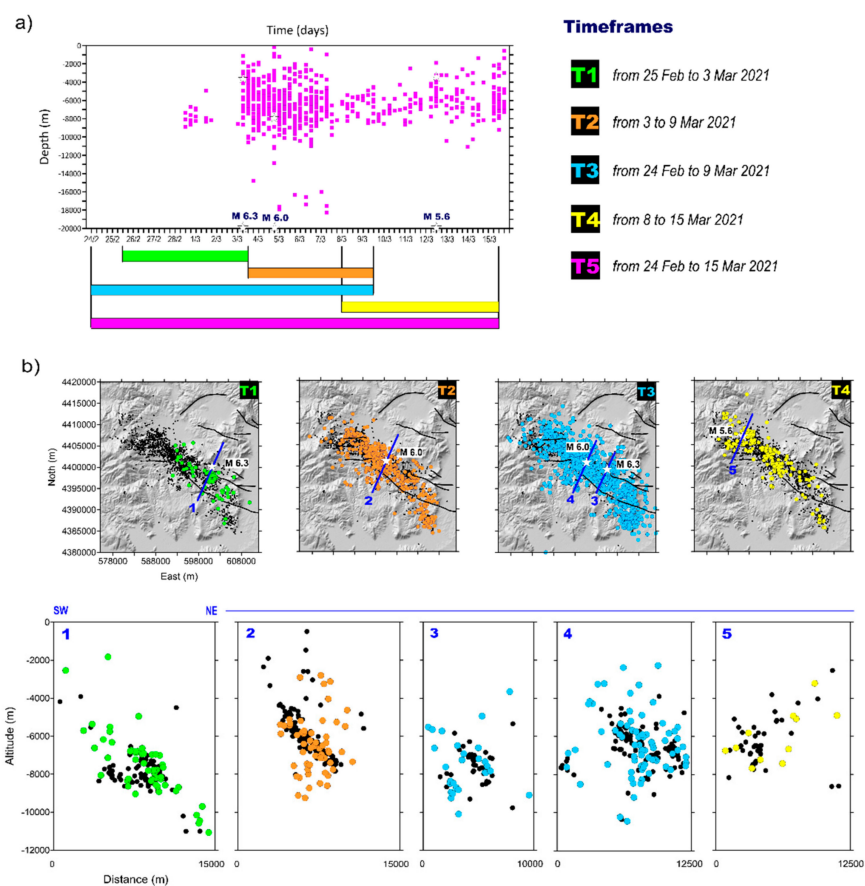 a)
Time (days)
Timeframes
0
-2000
-4000
-6000
-8000
-10000
-12000
-14000
-16000
-18000
-20000
Depth (m)
M 6.3
M 6.0
M 5.6
24/2 25/2 26/2 27/2 28/2 1/3 2/3 3/3 4/3 5/3 6/3 7/3 8/3 9/3 10/3 11/3 12/3 13/3 14/3 15/3
T1 from 25 Feb to 3 Mar 2021
T2 from 3 to 9 Mar 2021
T3 from 24 Feb to 9 Mar 2021
T4 from 8 to 15 Mar 2021
T5 from 24 Feb to 15 Mar 2021
b)
4420000
4415000
4410000
4405000
4400000
4395000
4390000
4385000
4380000
Noth (m)
578000 588000 598000 608000
East (m)
T1
M 6.3
1
T2
M 6.0
2
T3
M 6.0
M 6.3
4
3
T4
M 5.6
5
SW
NE
0
-2000
-4000
-6000
-8000
-10000
-12000
Altitude (m)
1
2
3
4
5
0 15000
0 15000
0 10000
0 12500
0 12500
Distance (m)